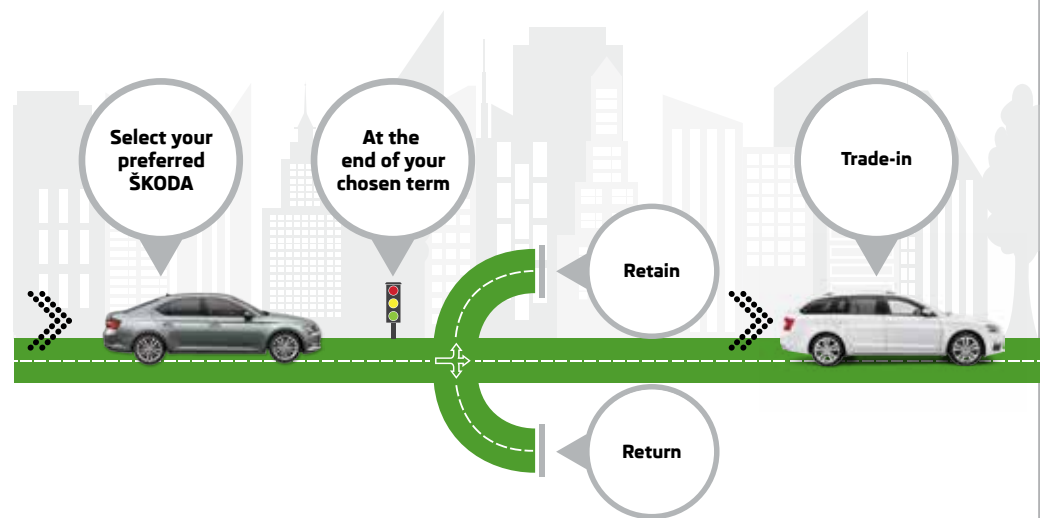 Select your
preferred
ŠKODA
At the
end of your
chosen term
Retain
Return
Trade-in